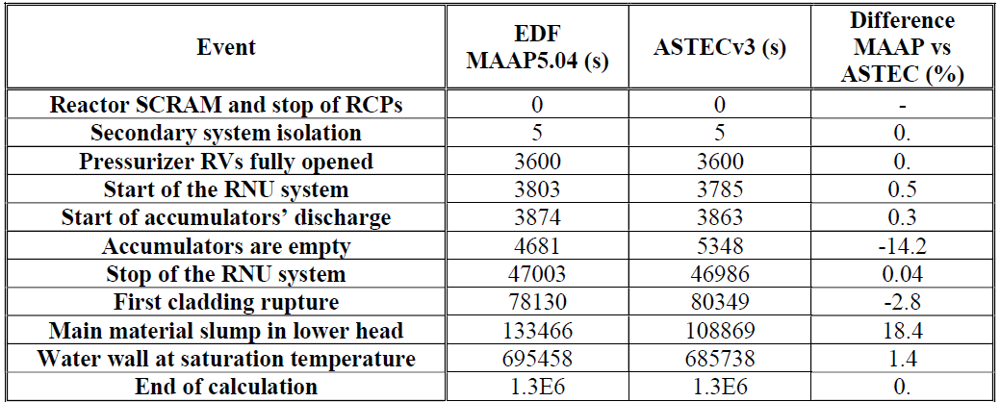 Event EDF MAAP5.04 (s) ASTECv3 (s) Difference MAAP vs ASTEC (%)
Reactor SCRAM and stop of RCPs 0 0 -
Secondary system isolation 5 5 0.
Pressurizer RVs fully opened 3600 3600 0.
Start of the RNU system 3803 3785 0.5
Start of accumulators’ discharge 3874 3863 0.3
Accumulators are empty 4681 5348 -14.2
Stop of the RNU system 47003 46986 0.04
First cladding rupture 78130 80349 -2.8
Main material slump in lower head 133466 108869 18.4
Water wall at saturation temperature 695458 685738 1.4
End of calculation 1.3E6 1.3E6 0.